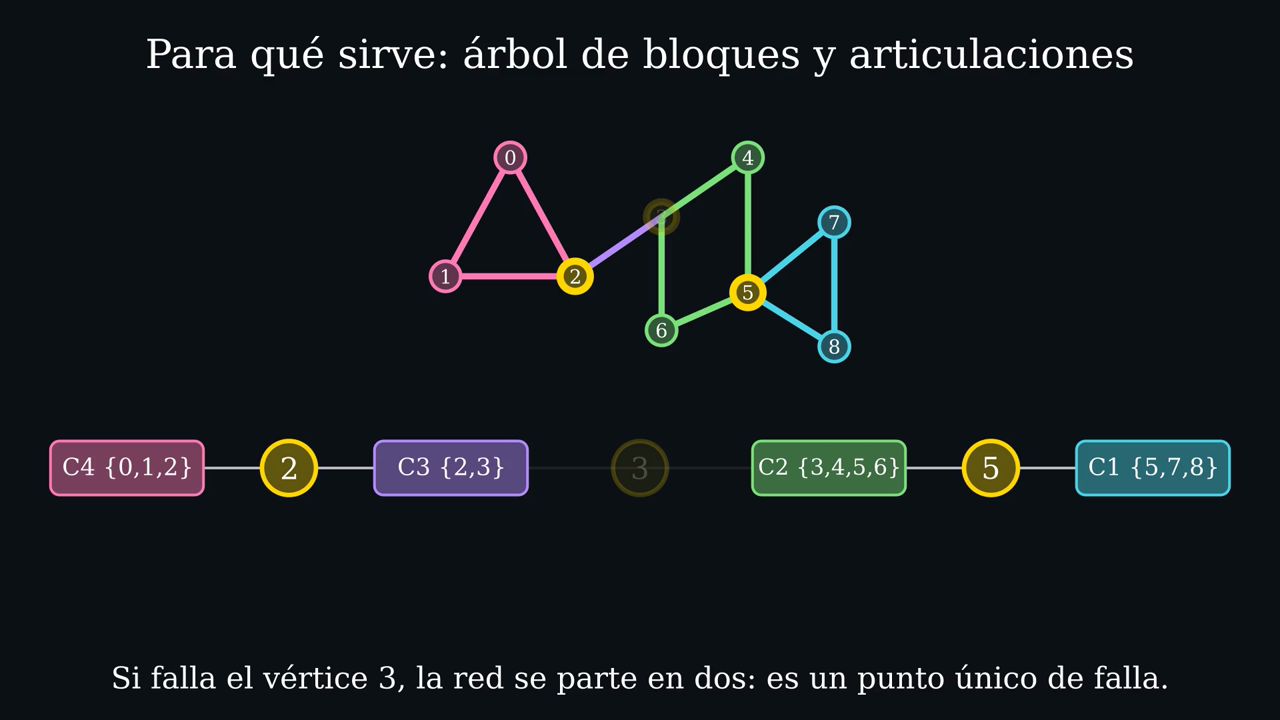 Para qué sirve: árbol de bloques y articulaciones
0
4
7
1
2
5
6
8
C4 {0,1,2}
2
C3 {2,3}
3
C2 {3,4,5,6}
5
C1 {5,7,8}
Si falla el vértice 3, la red se parte en dos: es un punto único de falla.